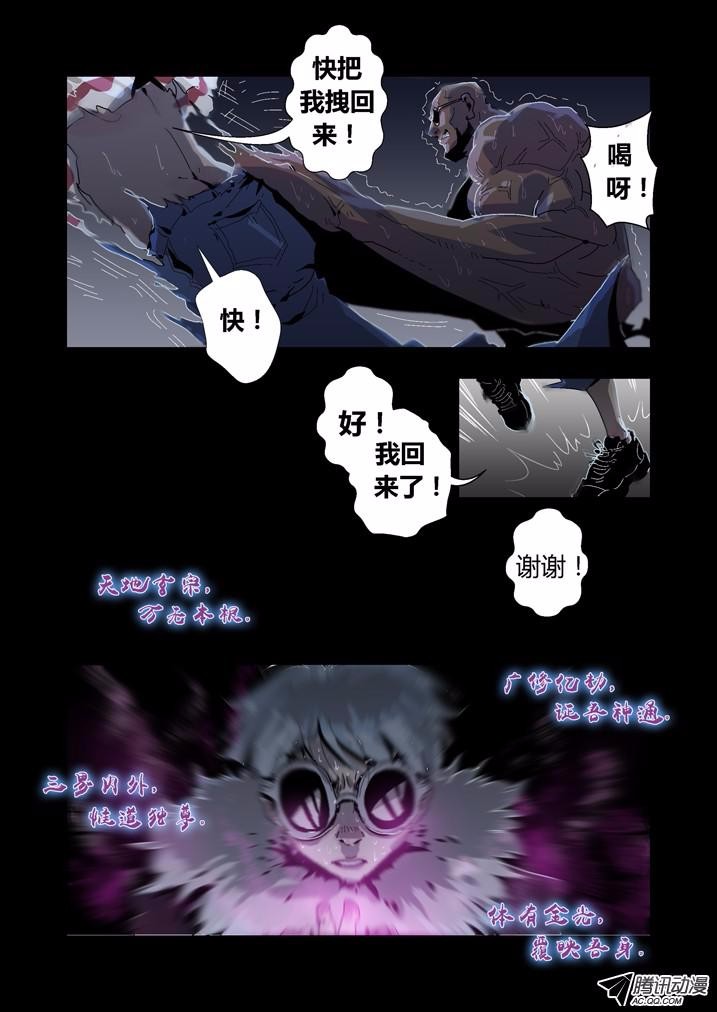 快把
我拽回
来！
喝
呀！
快！
好！
我回
来了！
谢谢！
天地玄宗，
万炁本根。
广修亿劫，
证吾神通。
三界内外，
惟道独尊。
体有金光，
覆映吾身。
腾讯动漫
AC.QQ.COM